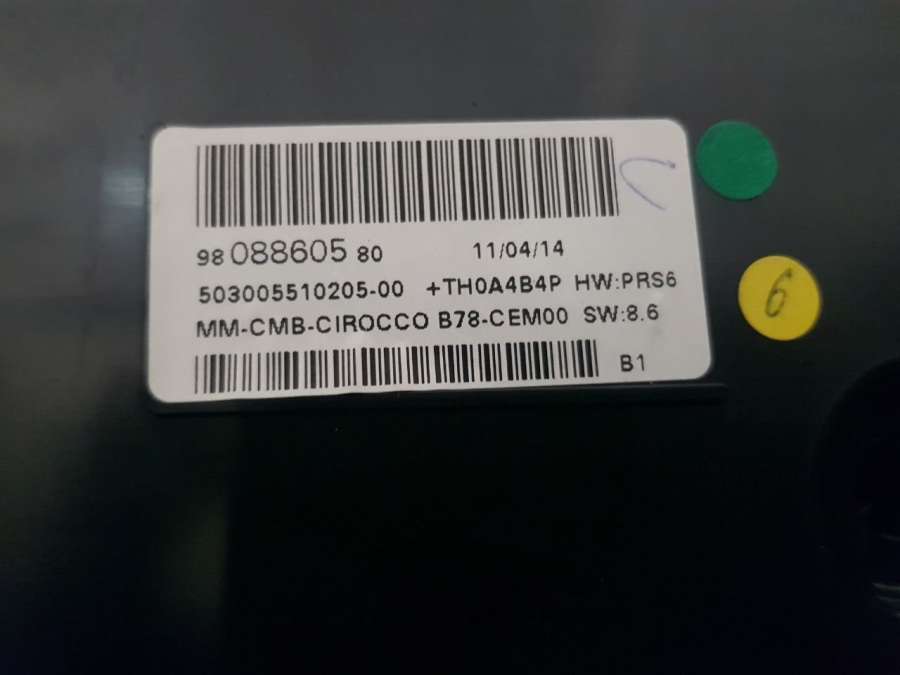 98 088605 80 11/04/14
503005510205-00 +TH0A4B4P HW:PRS6
MM-CMB-CIROCCO B78-CEM00 SW:8.6
B1
6